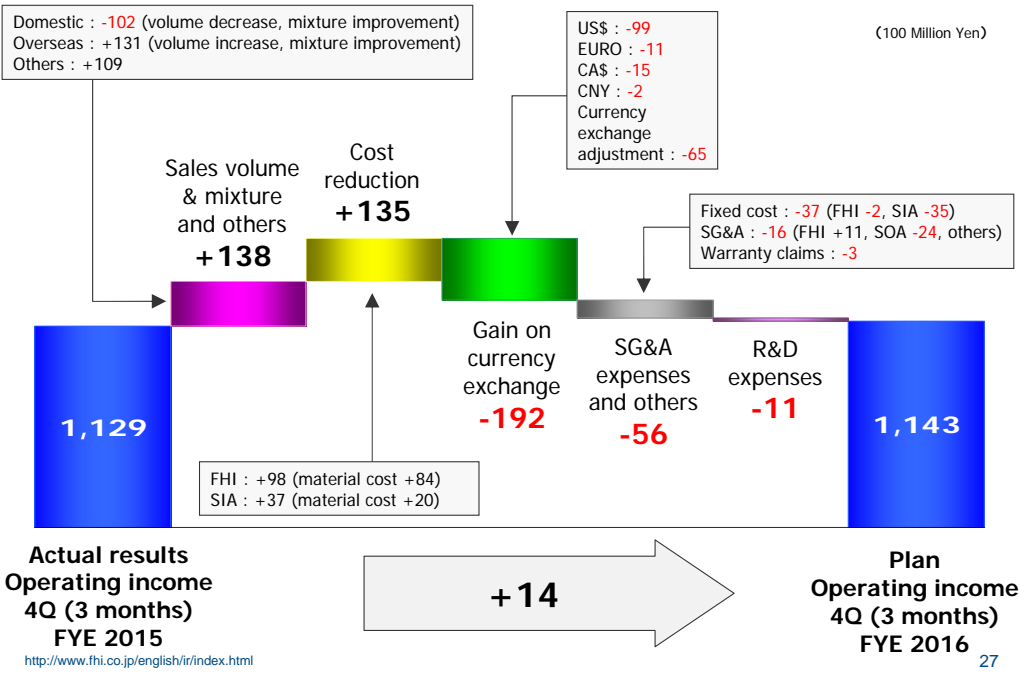 Domestic : -102 (volume decrease, mixture improvement)
Overseas : +131 (volume increase, mixture improvement)
Others : +109
US$ : -99
EURO : -11
CA$ : -15
CNY : -2
Currency
exchange
adjustment : -65
(100 Million Yen)
Sales volume
& mixture
and others
+138
Cost
reduction
+135
Fixed cost : -37 (FHI -2, SIA -35)
SG&A : -16 (FHI +11, SOA -24, others)
Warranty claims : -3
Gain on
currency
exchange
-192
SG&A
expenses
and others
-56
R&D
expenses
-11
1,129
1,143
FHI : +98 (material cost +84)
SIA : +37 (material cost +20)
Actual results
Operating income
4Q (3 months)
FYE 2015
+14
Plan
Operating income
4Q (3 months)
FYE 2016
http://www.fhi.co.jp/english/ir/index.html
27